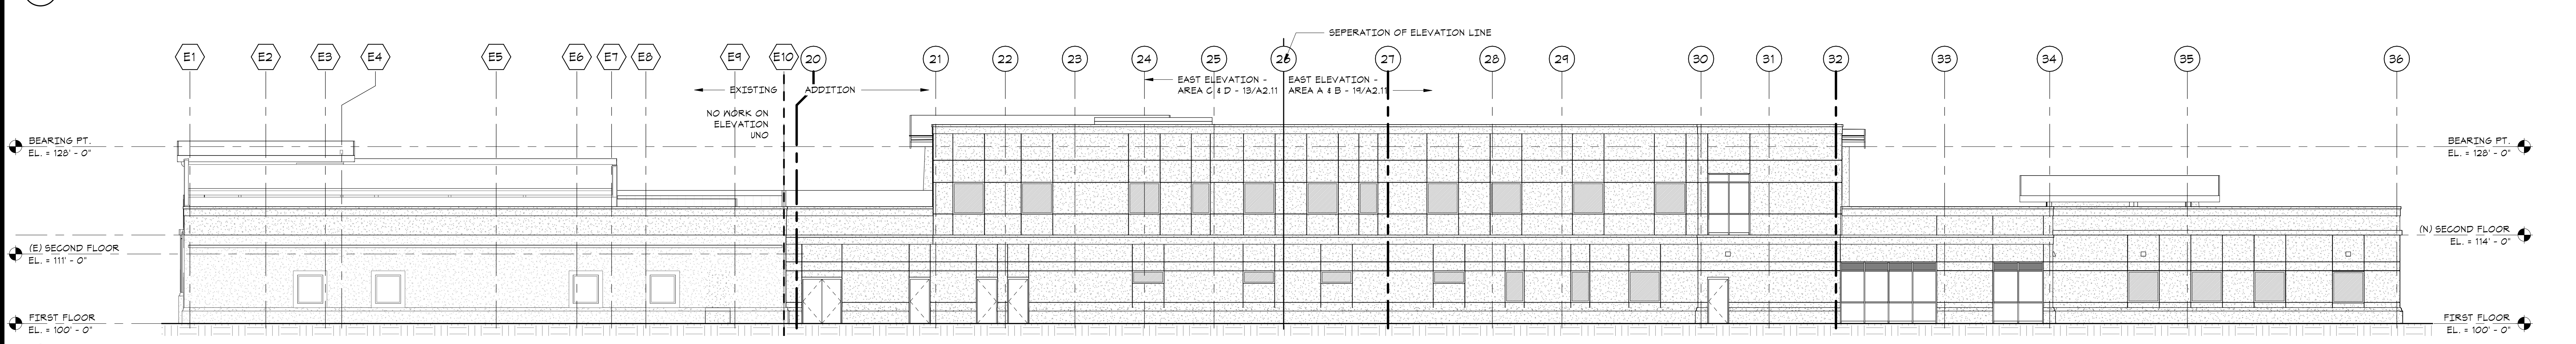 SEPERATION OF ELEVATION LINE
E1 E2 E3 E4 E5 E6 E7 E8 E9 E10 20 21 22 23 24 25 26 27 28 29 30 31 32 33 34 35 36
EAST ELEVATION -
AREA C & D - 13/A2.11
EAST ELEVATION -
AREA A & B - 19/A2.11
EXISTING
ADDITION
NO WORK ON
ELEVATION
UNO
BEARING PT.
EL. = 128' - 0"
BEARING PT.
EL. = 128' - 0"
(E) SECOND FLOOR
EL. = 111' - 0"
(N) SECOND FLOOR
EL. = 114' - 0"
FIRST FLOOR
EL. = 100' - 0"
FIRST FLOOR
EL. = 100' - 0"